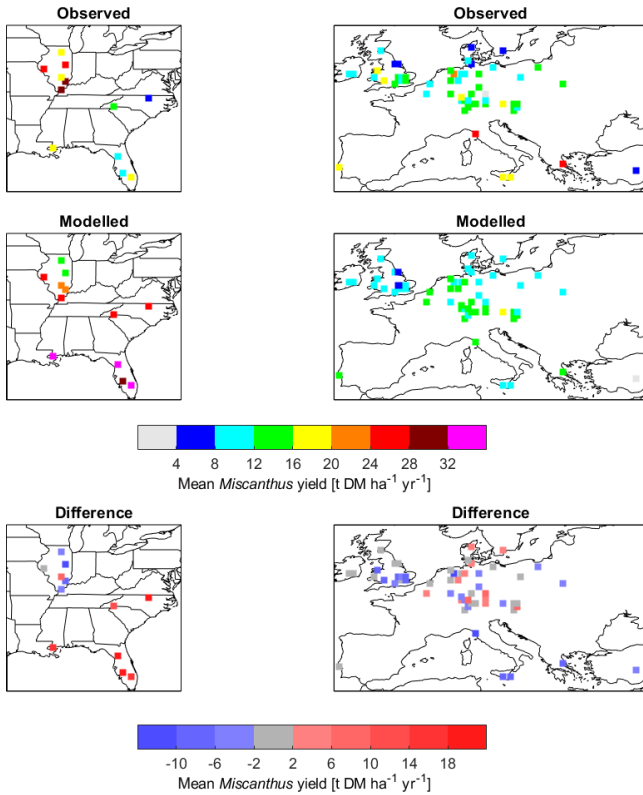 Observed
Observed
Modelled
Modelled
4 8 12 16 20 24 28 32
Mean Miscanthus yield [t DM ha⁻¹ yr⁻¹]
Difference
Difference
-10 -6 -2 2 6 10 14 18
Mean Miscanthus yield [t DM ha⁻¹ yr⁻¹]